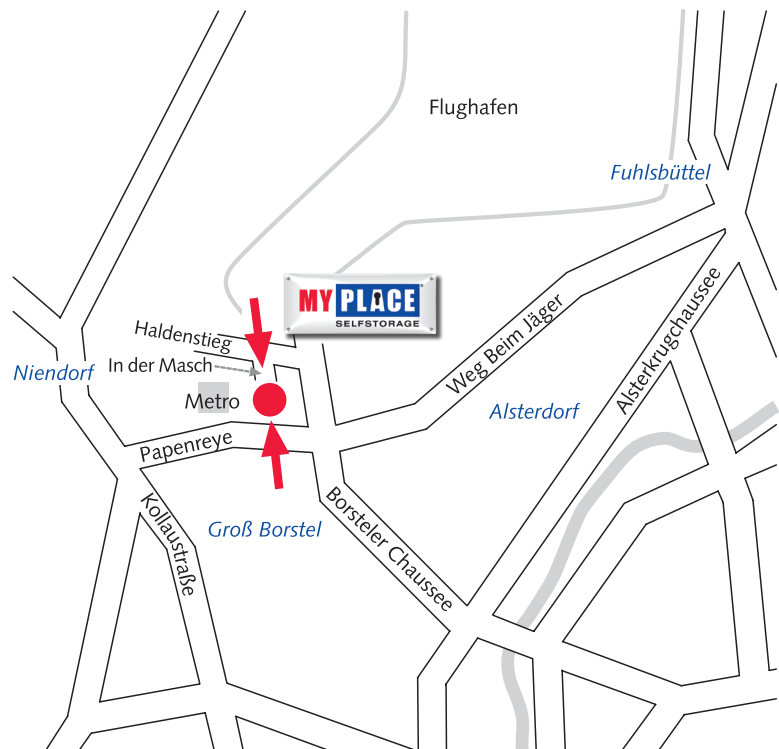 Flughafen
Fuhlsbüttel
MY PLACE
SELFSTORAGE
Haldenstieg
In der Masch
Niendorf
Metro
Weg Beim Jäger
Alsterkrugchaussee
Alsterdorf
Papenreye
Kollaustraße
Groß Borstel
Borsteler Chaussee